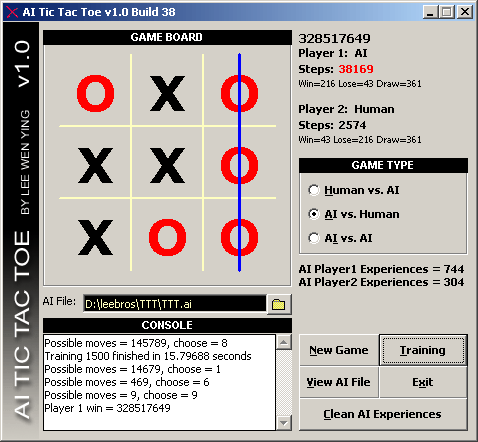 AI Tic Tac Toe v1.0 Build 38
AI TIC TAC TOE BY LEE WEN YING v1.0
GAME BOARD
O X O
X X O
X O O
328517649
Player 1: AI
Steps: 38169
Win=216 Lose=43 Draw=361
Player 2: Human
Steps: 2574
Win=43 Lose=216 Draw=361
GAME TYPE
Human vs. AI
AI vs. Human
AI vs. AI
AI Player1 Experiences = 744
AI Player2 Experiences = 304
AI File: D:\leebros\TTT\TTT.ai
CONSOLE
Possible moves = 145789, choose = 8
Training 1500 finished in 15.79688 seconds
Possible moves = 14679, choose = 1
Possible moves = 469, choose = 6
Possible moves = 9, choose = 9
Player 1 win = 328517649
New Game Training
View AI File Exit
Clean AI Experiences